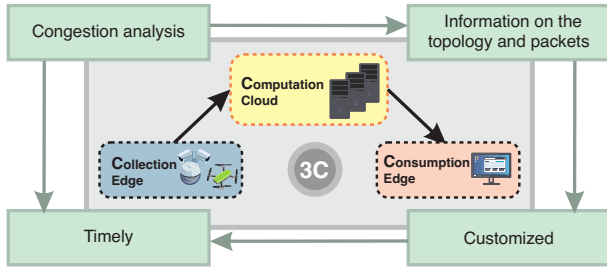 Congestion analysis
Information on the
topology and packets
Computation
Cloud
Collection
Edge
3C
Consumption
Edge
Timely
Customized